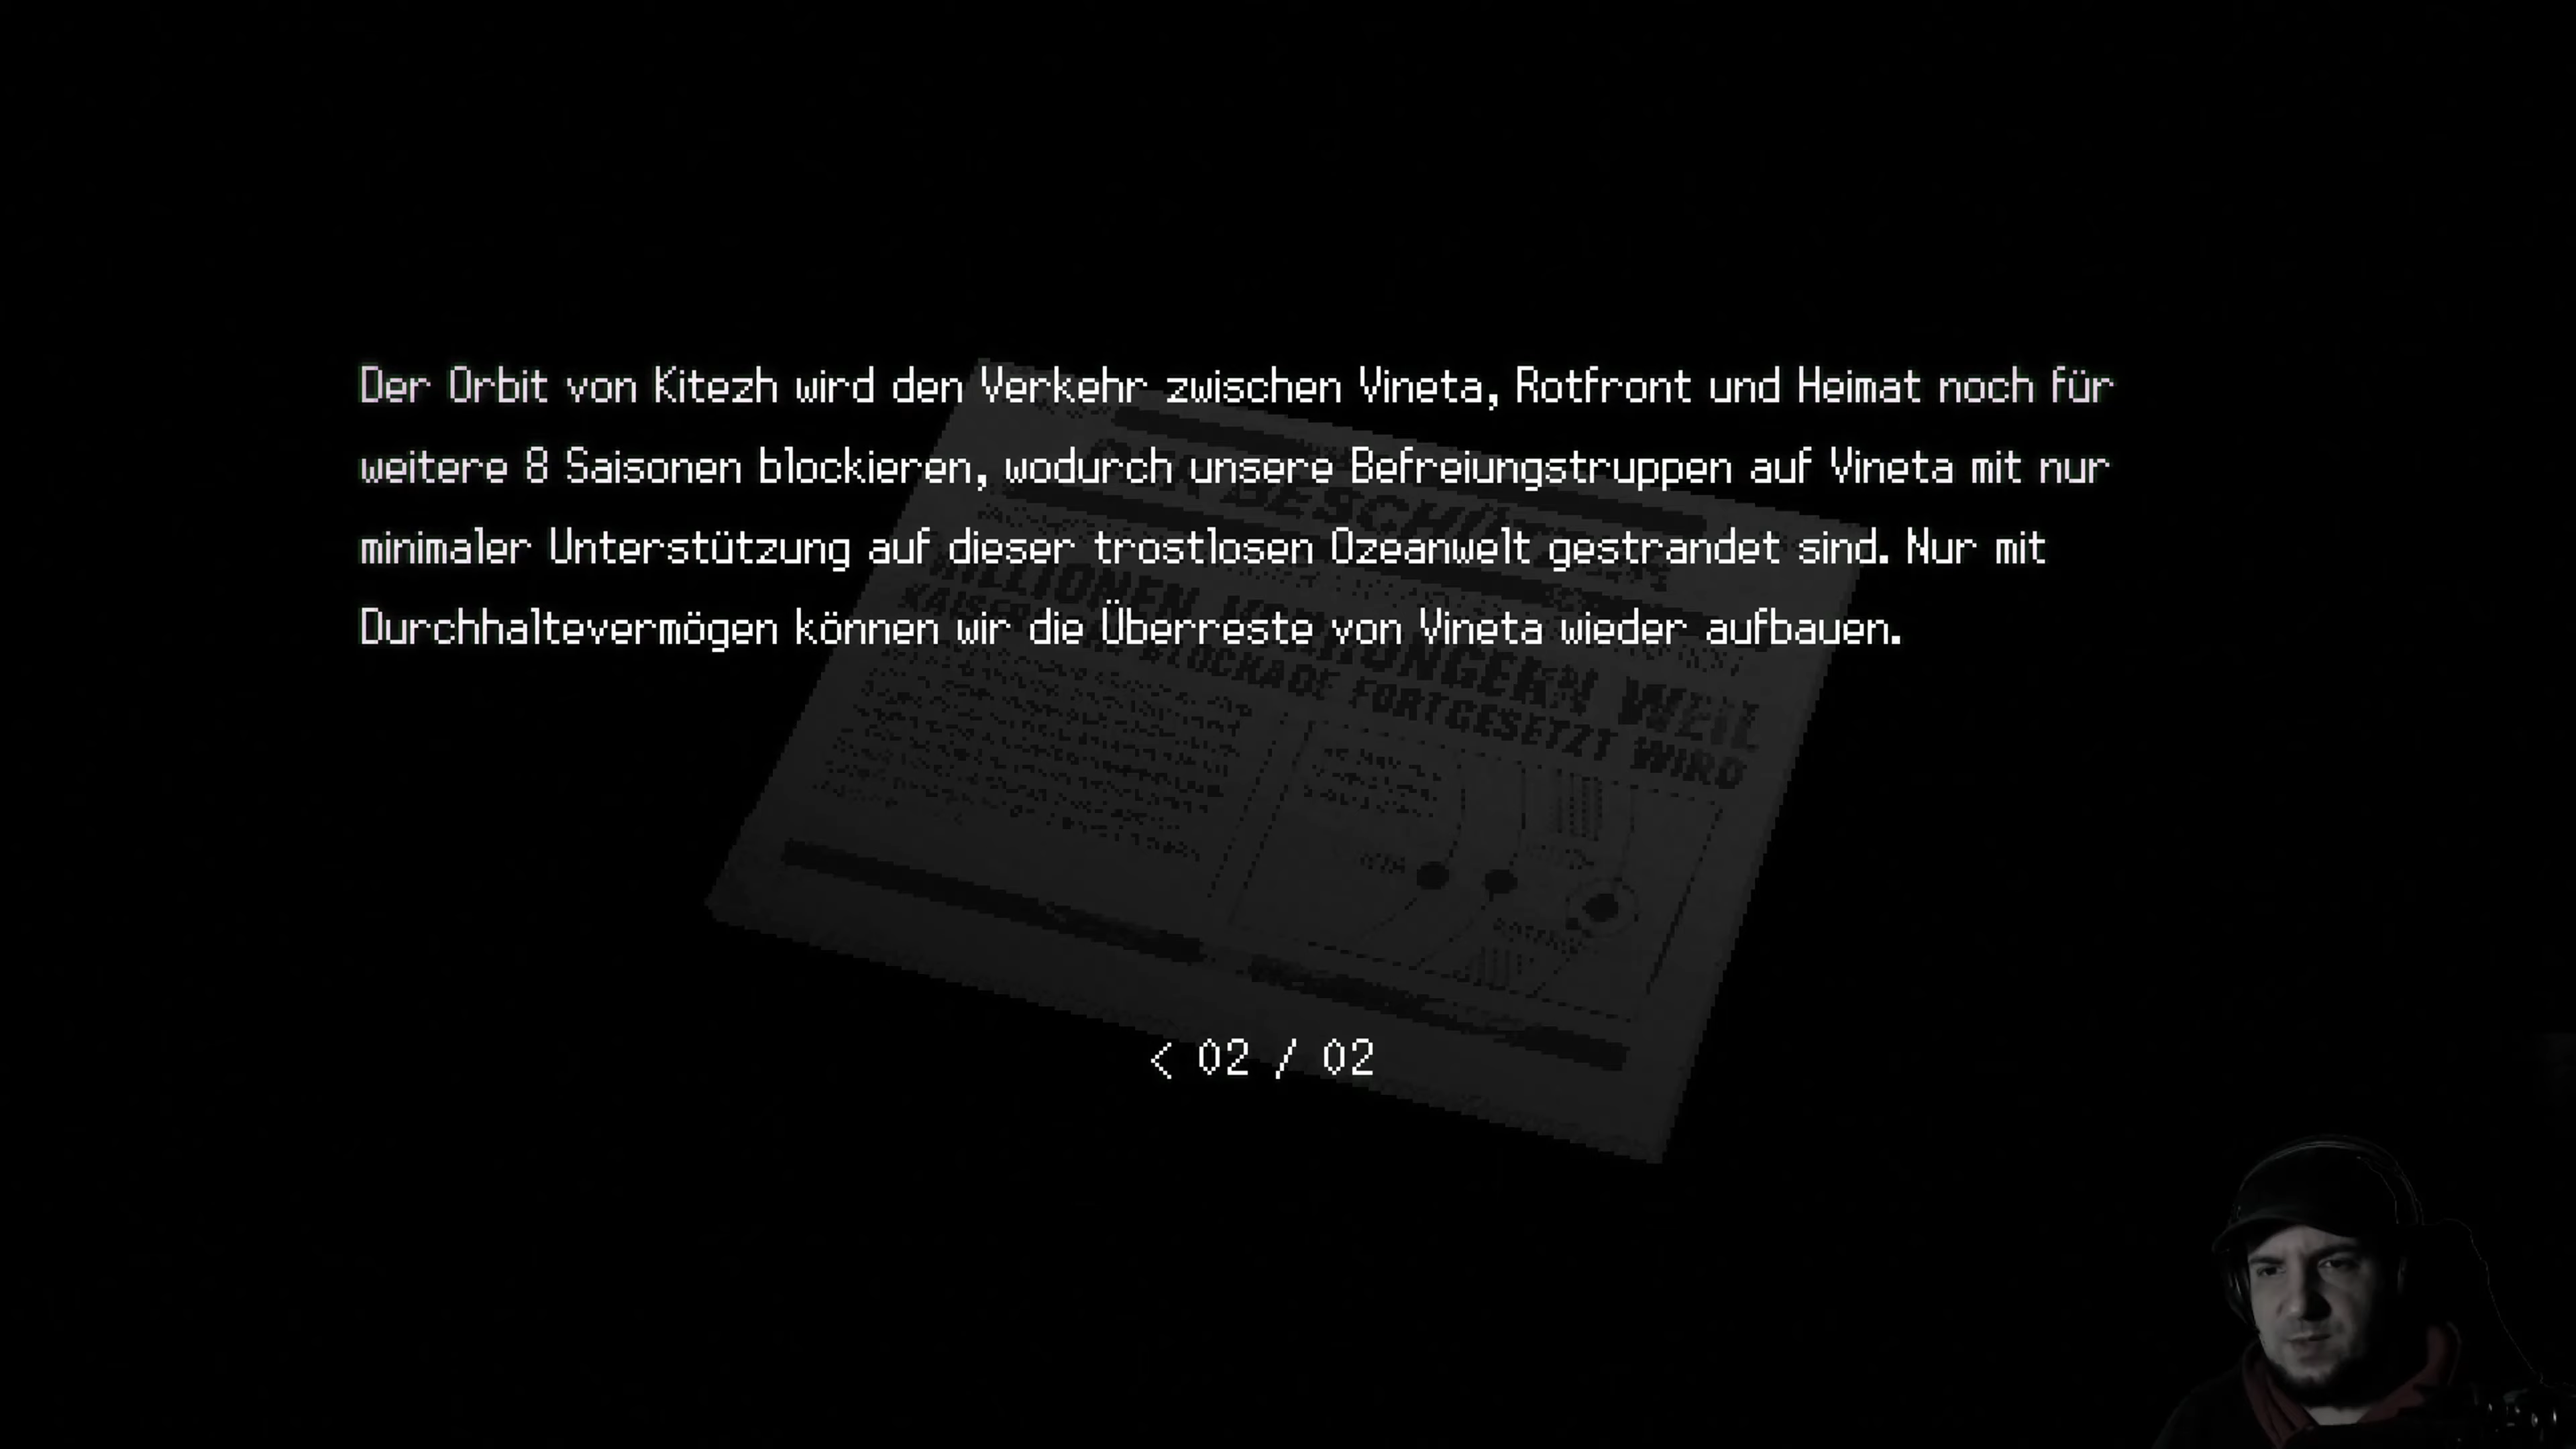 Der Orbit von Kitezh wird den Verkehr zwischen Vineta, Rotfront und Heimat noch für
weitere 8 Saisonen blockieren, wodurch unsere Befreiungstruppen auf Vineta mit nur
minimaler Unterstützung auf dieser trostlosen Ozeanwelt gestrandet sind. Nur mit
Durchhaltevermögen können wir die Überreste von Vineta wieder aufbauen.
WEIL
BLOCKADE FORTGESETZT WIRD
< 02 / 02